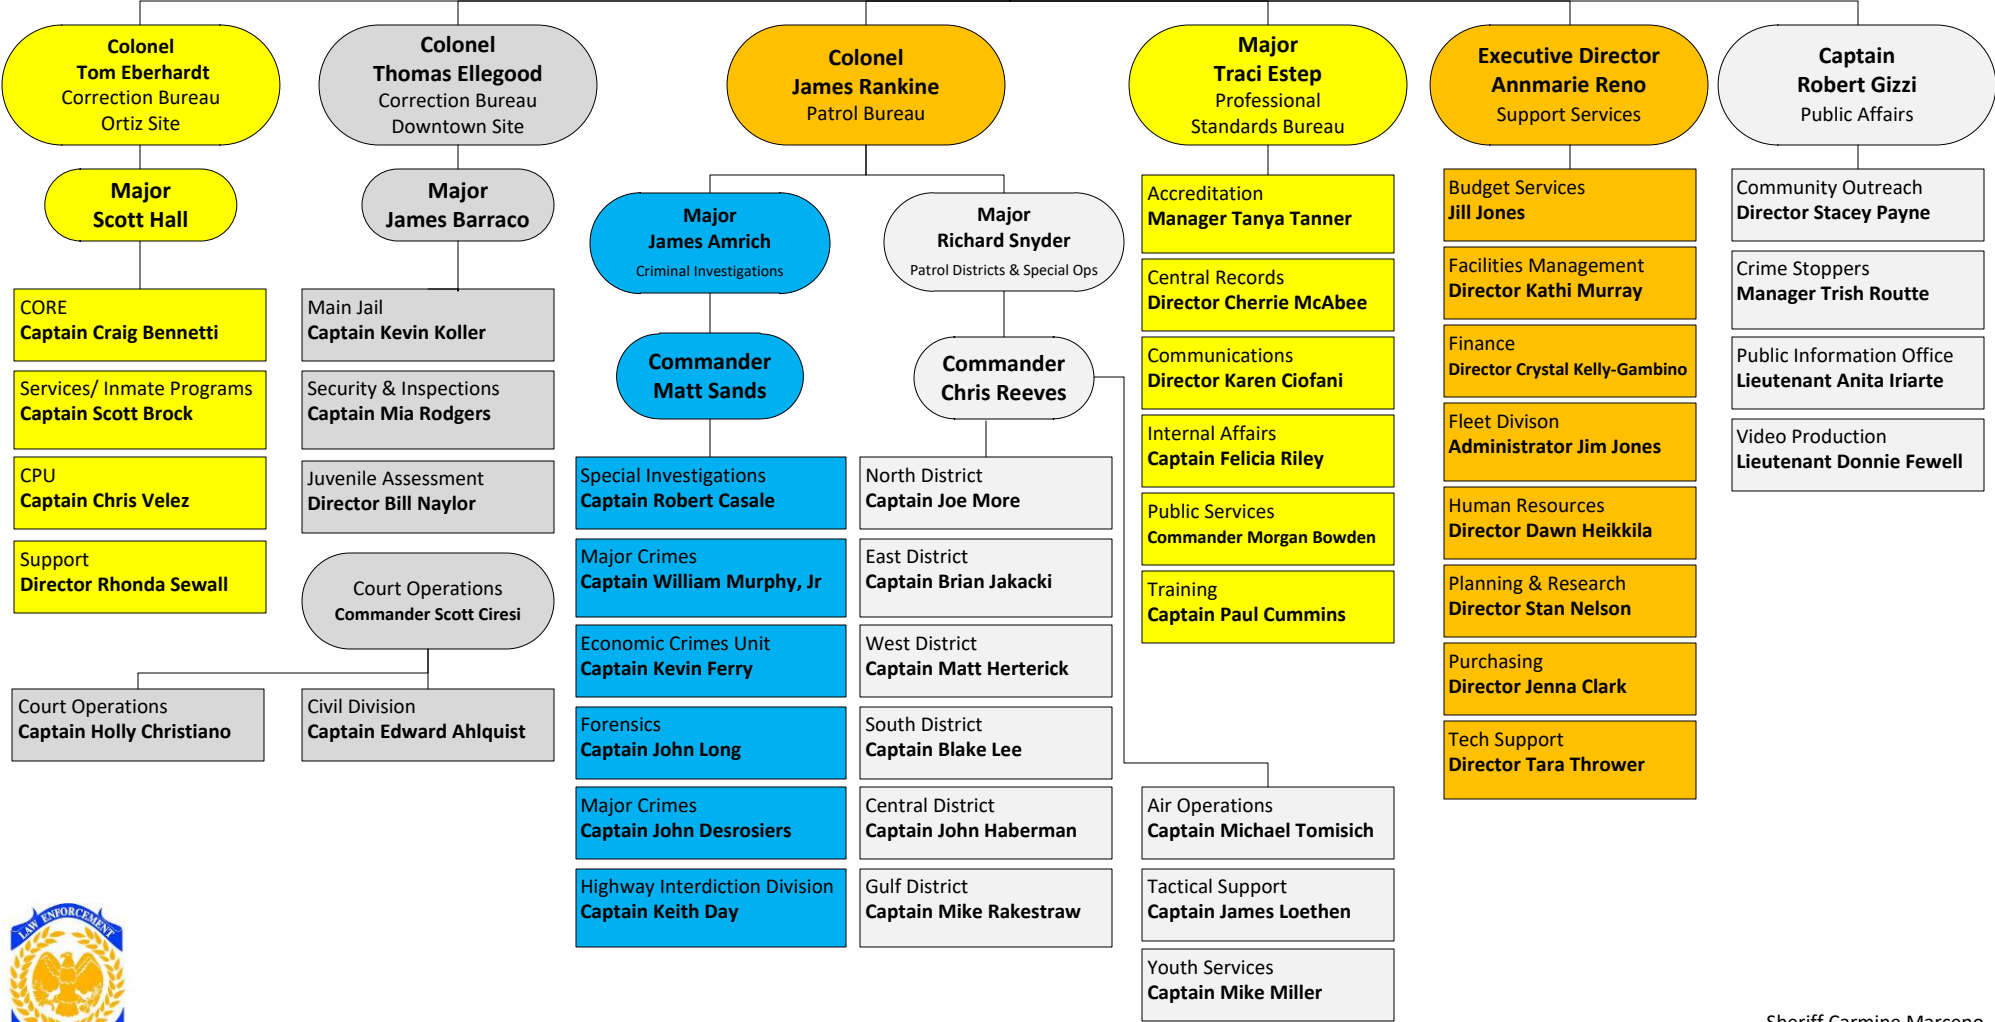 Colonel
Tom Eberhardt
Correction Bureau
Ortiz Site
Major
Scott Hall
CORE
Captain Craig Bennetti
Services/ Inmate Programs
Captain Scott Brock
CPU
Captain Chris Velez
Support
Director Rhonda Sewall
Colonel
Thomas Ellegood
Correction Bureau
Downtown Site
Major
James Barraco
Main Jail
Captain Kevin Koller
Security & Inspections
Captain Mia Rodgers
Juvenile Assessment
Director Bill Naylor
Court Operations
Commander Scott Ciresi
Court Operations
Captain Holly Christiano
Civil Division
Captain Edward Ahlquist
Colonel
James Rankine
Patrol Bureau
Major
James Amrich
Criminal Investigations
Commander
Matt Sands
Special Investigations
Captain Robert Casale
Major Crimes
Captain William Murphy, Jr
Economic Crimes Unit
Captain Kevin Ferry
Forensics
Captain John Long
Major Crimes
Captain John Desrosiers
Highway Interdiction Division
Captain Keith Day
Major
Richard Snyder
Patrol Districts & Special Ops
Commander
Chris Reeves
North District
Captain Joe More
East District
Captain Brian Jakacki
West District
Captain Matt Herterick
South District
Captain Blake Lee
Central District
Captain John Haberman
Gulf District
Captain Mike Rakestraw
Air Operations
Captain Michael Tomisich
Tactical Support
Captain James Loethen
Youth Services
Captain Mike Miller
Major
Traci Estep
Professional
Standards Bureau
Accreditation
Manager Tanya Tanner
Central Records
Director Cherrie McAbee
Communications
Director Karen Ciofani
Internal Affairs
Captain Felicia Riley
Public Services
Commander Morgan Bowden
Training
Captain Paul Cummins
Executive Director
Annmarie Reno
Support Services
Budget Services
Jill Jones
Facilities Management
Director Kathi Murray
Finance
Director Crystal Kelly-Gambino
Fleet Divison
Administrator Jim Jones
Human Resources
Director Dawn Heikkila
Planning & Research
Director Stan Nelson
Purchasing
Director Jenna Clark
Tech Support
Director Tara Thrower
Captain
Robert Gizzi
Public Affairs
Community Outreach
Director Stacey Payne
Crime Stoppers
Manager Trish Routte
Public Information Office
Lieutenant Anita Iriarte
Video Production
Lieutenant Donnie Fewell
LAW ENFORCEMENT
Sheriff Carmine Marceno